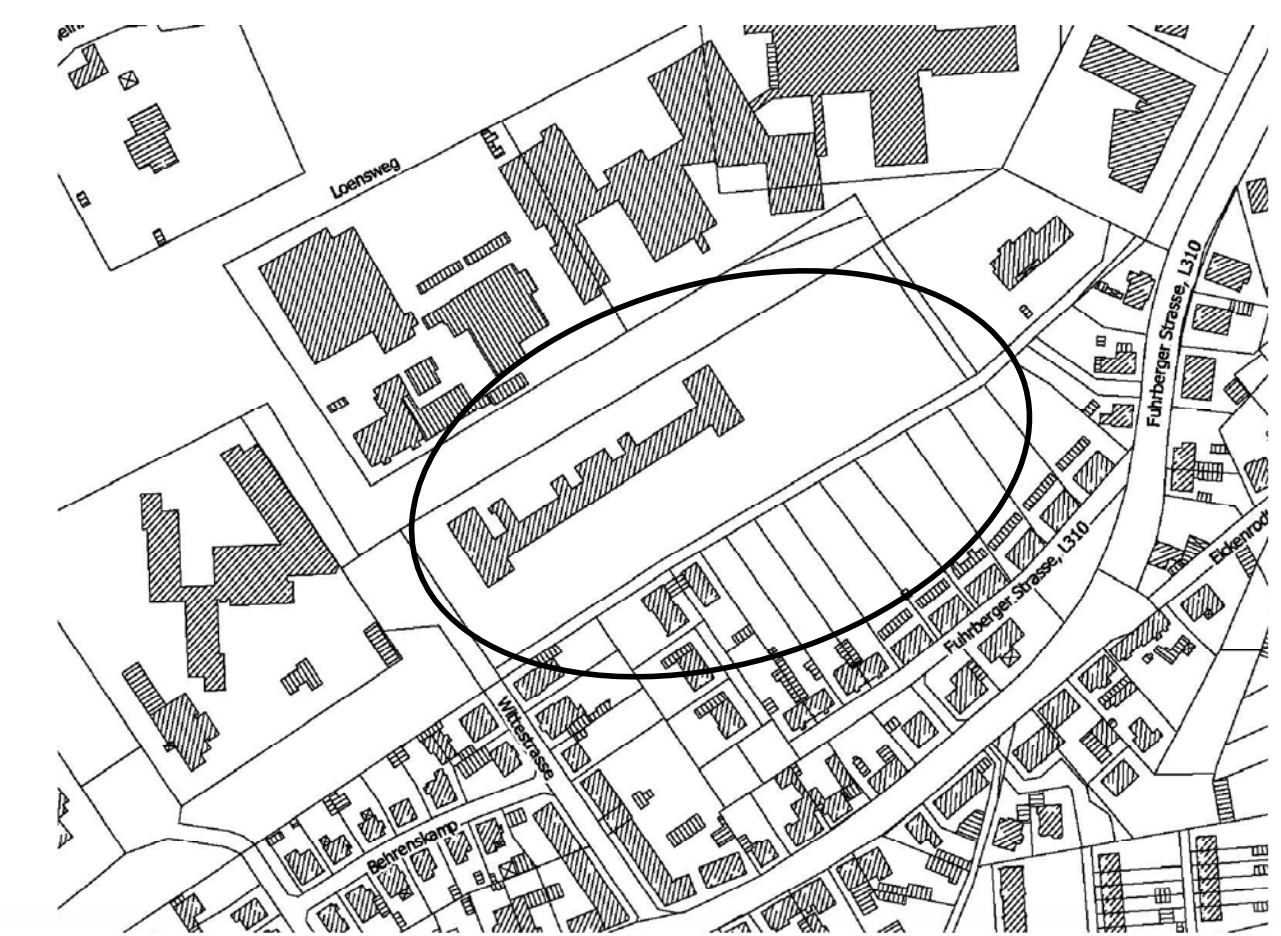 Loensweg
Fuhrberger Strasse, L310
Fuhrberger Strasse, L310
Wittestrasse
Behrenskamp